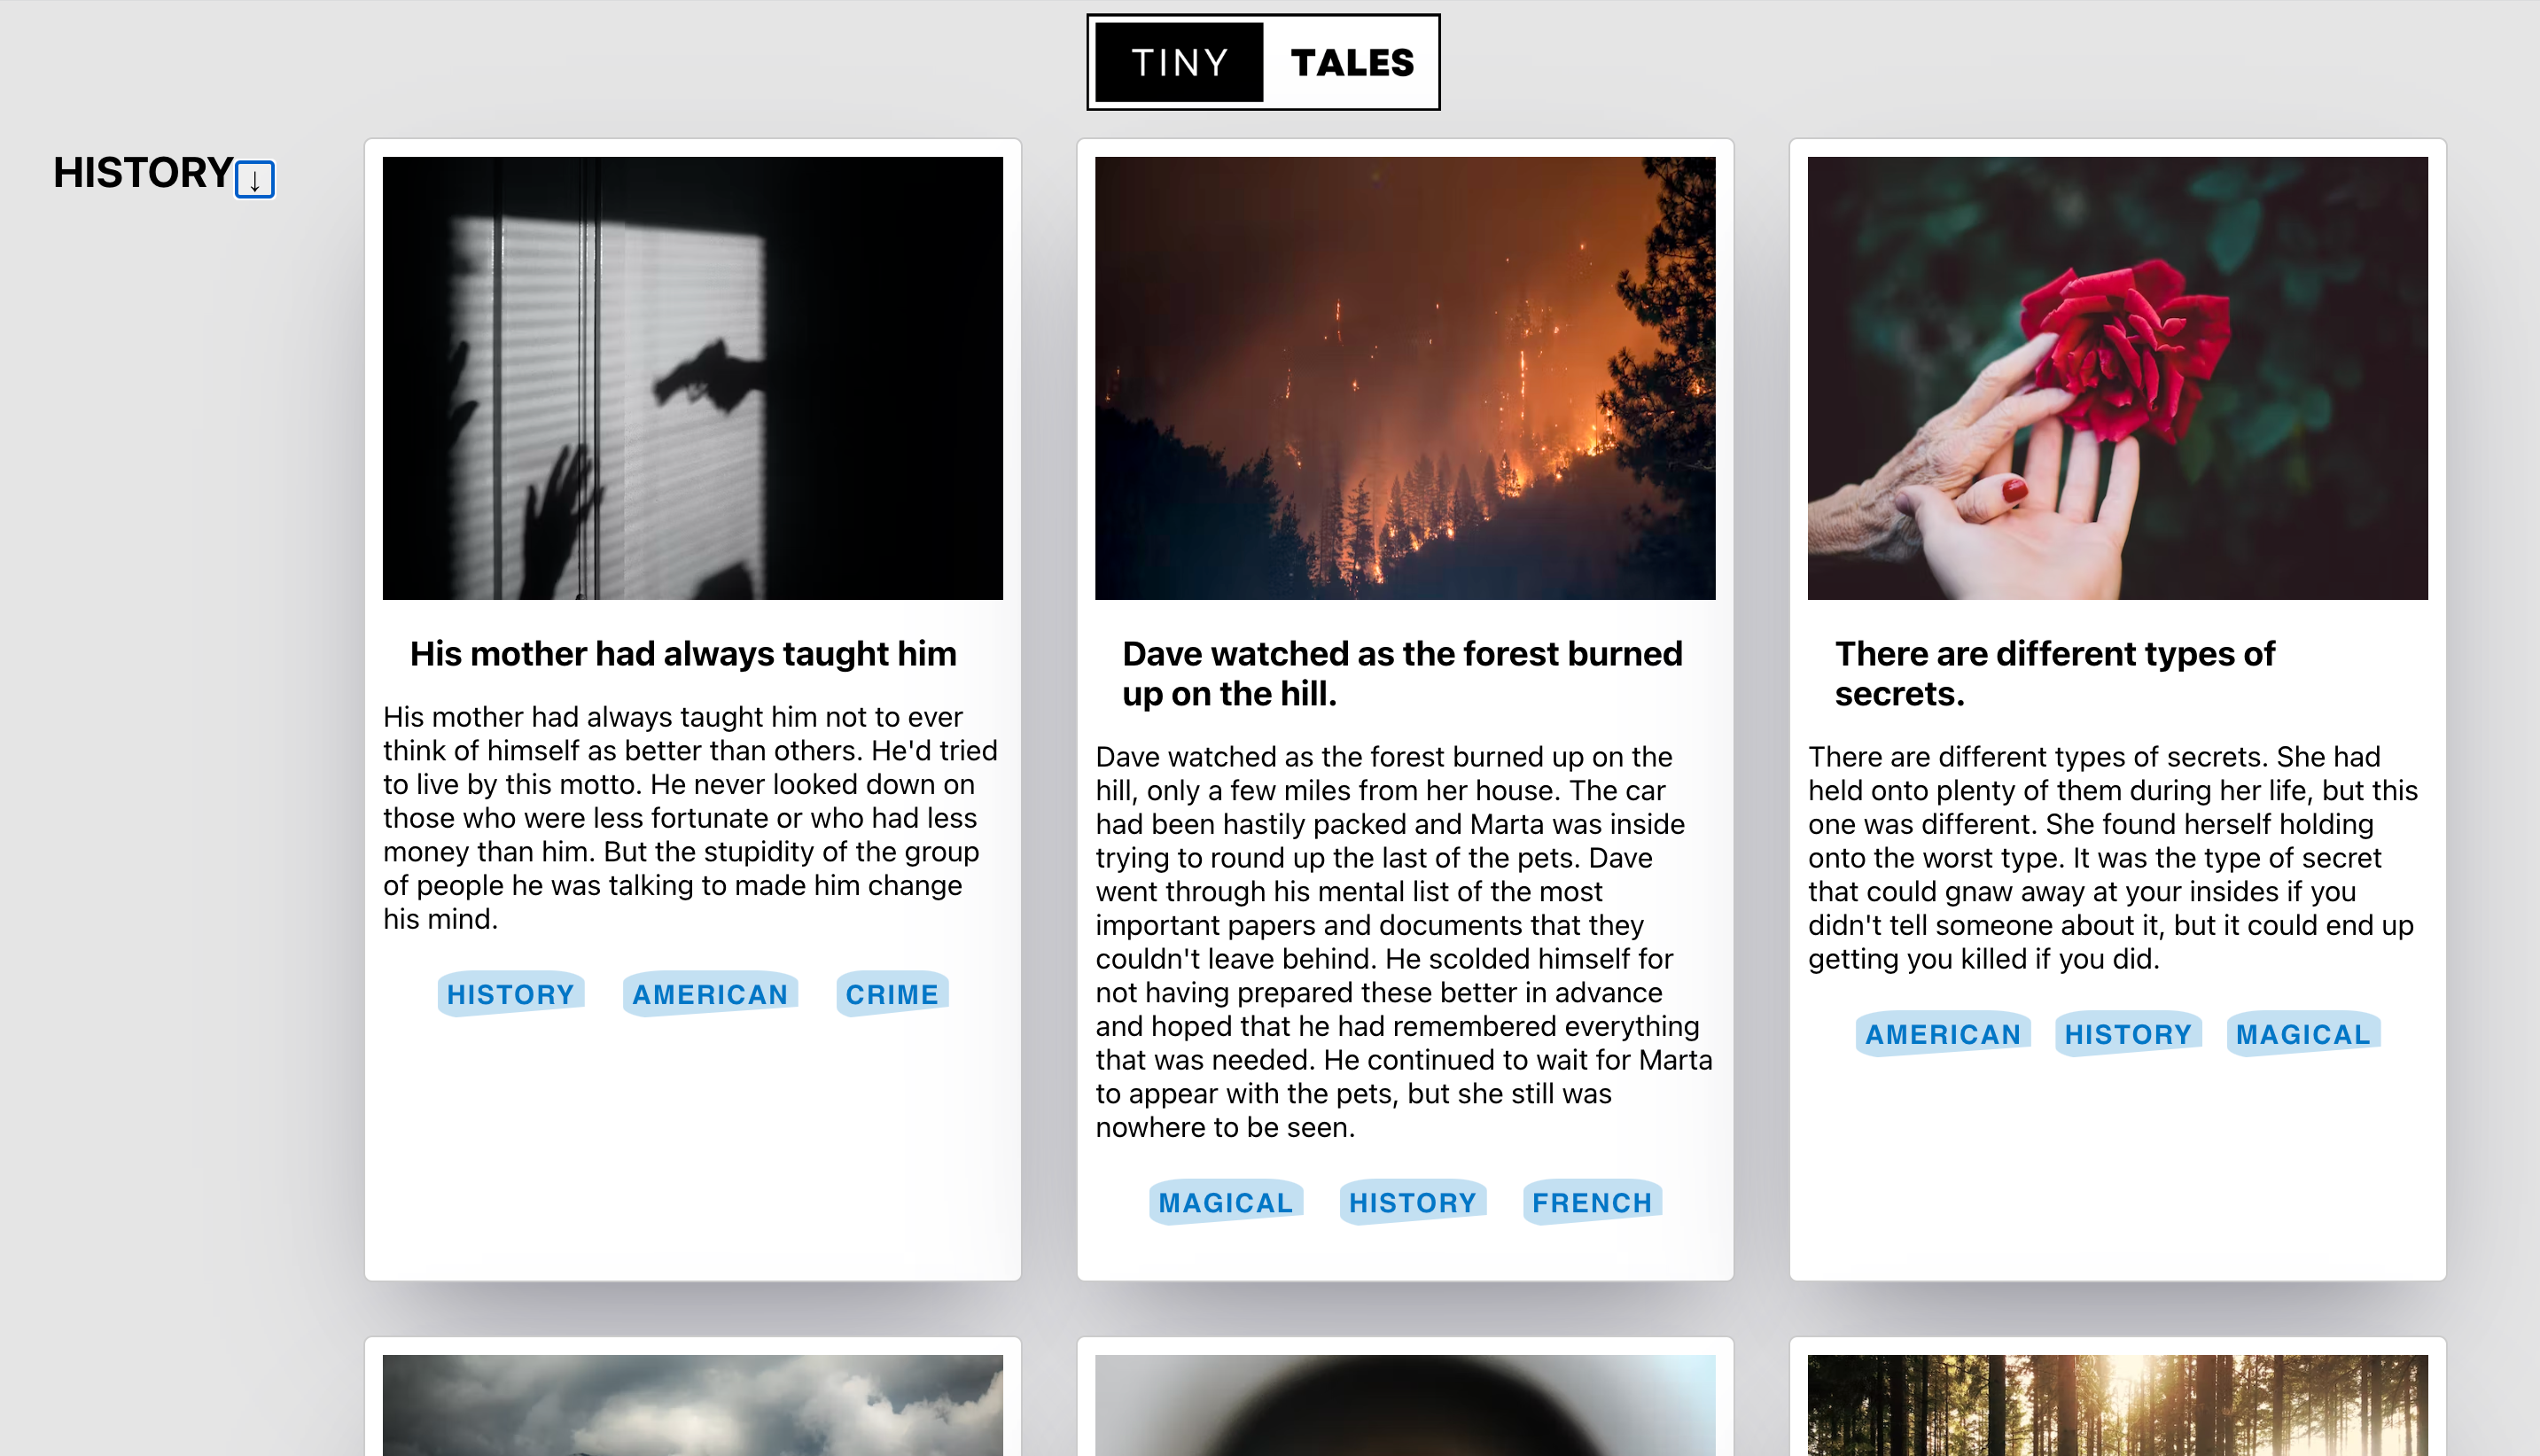 TINY TALES
HISTORY ↓
His mother had always taught him
His mother had always taught him not to ever
think of himself as better than others. He'd tried
to live by this motto. He never looked down on
those who were less fortunate or who had less
money than him. But the stupidity of the group
of people he was talking to made him change
his mind.
HISTORY AMERICAN CRIME
Dave watched as the forest burned
up on the hill.
Dave watched as the forest burned up on the
hill, only a few miles from her house. The car
had been hastily packed and Marta was inside
trying to round up the last of the pets. Dave
went through his mental list of the most
important papers and documents that they
couldn't leave behind. He scolded himself for
not having prepared these better in advance
and hoped that he had remembered everything
that was needed. He continued to wait for Marta
to appear with the pets, but she still was
nowhere to be seen.
MAGICAL HISTORY FRENCH
There are different types of
secrets.
There are different types of secrets. She had
held onto plenty of them during her life, but this
one was different. She found herself holding
onto the worst type. It was the type of secret
that could gnaw away at your insides if you
didn't tell someone about it, but it could end up
getting you killed if you did.
AMERICAN HISTORY MAGICAL